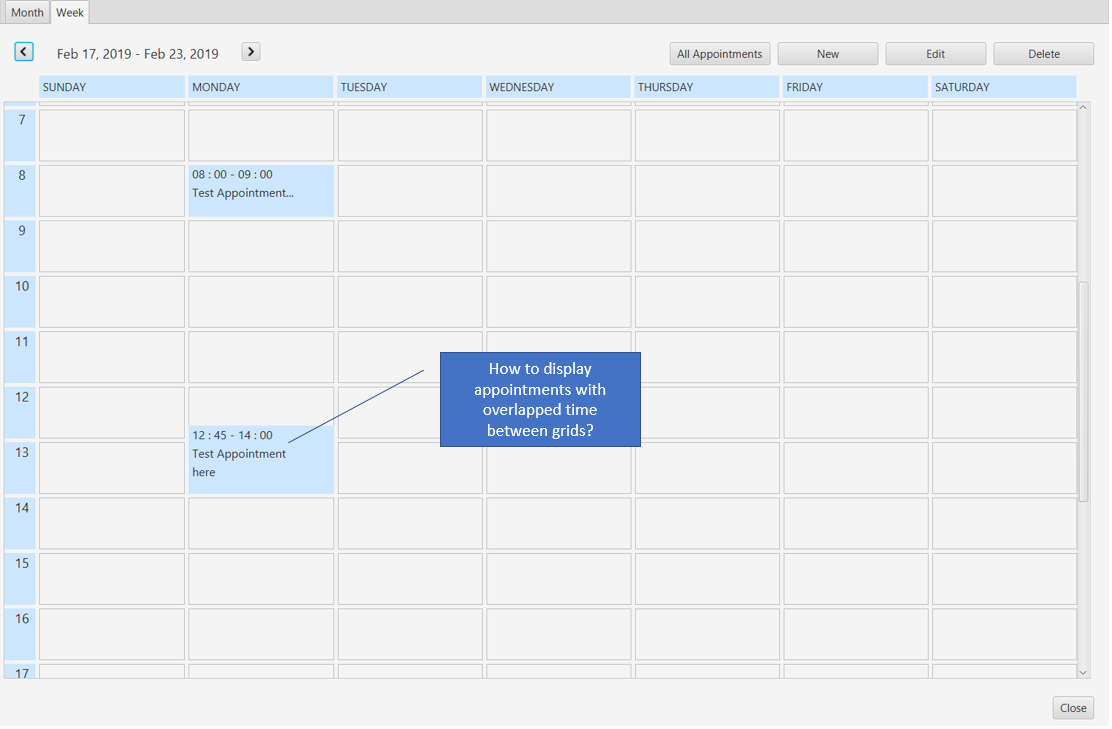 Month Week
Feb 17, 2019 - Feb 23, 2019
All Appointments New Edit Delete
SUNDAY MONDAY TUESDAY WEDNESDAY THURSDAY FRIDAY SATURDAY
7
8
08 : 00 - 09 : 00
Test Appointment...
9
10
11
How to display
appointments with
overlapped time
between grids?
12
12 : 45 - 14 : 00
Test Appointment
here
13
14
15
16
17
Close